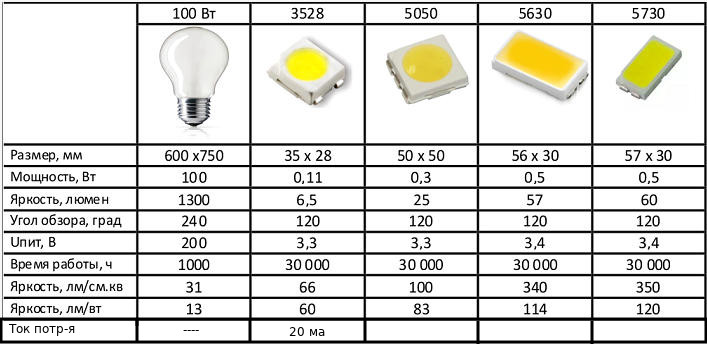 100 Вт 3528 5050 5630 5730
Размер, мм 600 x750 35 x 28 50 x 50 56 x 30 57 x 30
Мощность, Вт 100 0,11 0,3 0,5 0,5
Яркость, люмен 1300 6,5 25 57 60
Угол обзора, град 240 120 120 120 120
Uпит, В 200 3,3 3,3 3,4 3,4
Время работы, ч 1000 30 000 30 000 30 000 30 000
Яркость, лм/см.кв 31 66 100 340 350
Яркость, лм/вт 13 60 83 114 120
Ток потр-я ---- 20 ма